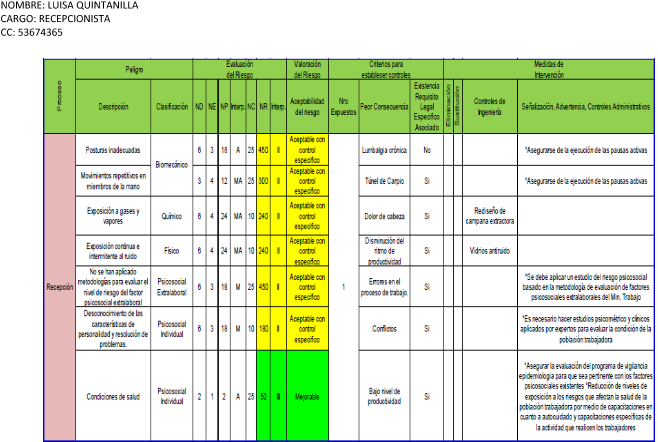 NOMBRE: LUISA QUINTANILLA
CARGO: RECEPCIONISTA
CC: 53674365
Proceso
Peligro
Evaluación
del Riesgo
Valoración
del Riesgo
Criterios para
establecer controles
Medidas de
Intervención
Descripción
Clasificación
ND
NE
NP
Interp.
NC
NR
Interp.
Aceptabilidad
del riesgo
Nro
Expuestos
Peor Consecuencia
Existencia
Requisito
Legal
Especifico
Asociado
Eliminación
Sustitución
Controles de
Ingeniería
Señalización, Advertencia, Controles Administrativos
Recepción
Posturas inadecuadas
Biomecánico
6 3 18 A 25 450 II
Aceptable con
control
especifico
1
Lumbalgia crónica
No
*Asegurarse de la ejecución de las pausas activas
Movimientos repetitivos en
miembros de la mano
3 4 12 MA 25 300 II
Aceptable con
control
especifico
Túnel de Carpio
Si
*Asegurarse de la ejecución de las pausas activas
Exposición a gases y
vapores
Químico
6 4 24 MA 10 240 II
Aceptable con
control
especifico
Dolor de cabeza
Si
Rediseño de
campana extractora
Exposición continua e
intermitente al ruido
Físico
6 4 24 MA 10 240 II
Aceptable con
control
especifico
Disminución del
ritmo de
productividad
Si
Vidrios antiruido
No se han aplicado
metodologías para evaluar el
nivel de riesgo del factor
psicosocial extralaboral
Psicosocial
Extralaboral
6 3 18 M 25 450 II
Aceptable con
control
especifico
Errores en el
proceso de trabajo.
Si
*Se debe aplicar un estudio del riesgo psicosocial
basado en la metodología de evaluación de factores
psicosociales extralaborales del Min. Trabajo
Desconocimiento de las
características de
personalidad y resolución de
problemas.
Psicosocial
Individual
6 3 18 M 10 180 II
Aceptable con
control
especifico
Conflictos
Si
*Es necesario hacer estudios psicométrico y clínicos
aplicados por expertos para evaluar la condición de la
población trabajadora
Condiciones de salud
Psicosocial
Individual
2 1 2 A 25 50 III
Mejorable
Bajo nivel de
productividad
Si
*Asegurar la evaluación del programa de vigilancia
epidemiología para que sea pertinente con los factores
psicosociales existentes *Reducción de niveles de
exposición a los riesgos que afectan la salud de la
población trabajadora por medio de capacitaciones en
cuanto a autocuidado y capacitaciones especificas de
la actividad que realicen los trabajadores